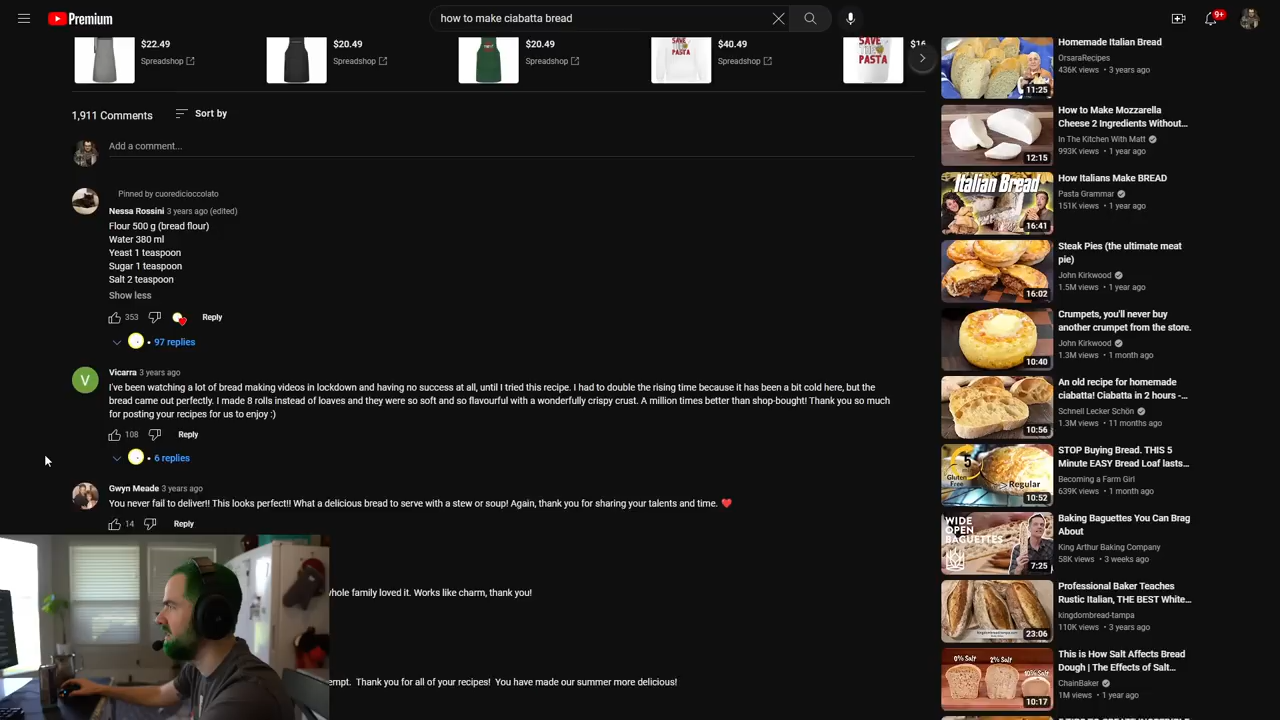 Premium
how to make ciabatta bread
9+
$22.49
Spreadshop
$20.49
Spreadshop
$20.49
Spreadshop
$40.49
Spreadshop
SAVE
THE
PASTA
$16
1,911 Comments
Sort by
Add a comment...
Pinned by cuoredicioccolato
Nessa Rossini 3 years ago (edited)
Flour 500 g (bread flour)
Water 380 ml
Yeast 1 teaspoon
Sugar 1 teaspoon
Salt 2 teaspoon
Show less
353
Reply
• 97 replies
V
Vicarra 3 years ago
I've been watching a lot of bread making videos in lockdown and having no success at all, until I tried this recipe. I had to double the rising time because it has been a bit cold here, but the
bread came out perfectly. I made 8 rolls instead of loaves and they were so soft and so flavourful with a wonderfully crispy crust. A million times better than shop-bought! Thank you so much
for posting your recipes for us to enjoy :)
108
Reply
• 6 replies
Gwyn Meade 3 years ago
You never fail to deliver!! This looks perfect!! What a delicious bread to serve with a stew or soup! Again, thank you for sharing your talents and time. ❤️
14
Reply
whole family loved it. Works like charm, thank you!
empt. Thank you for all of your recipes! You have made our summer more delicious!
Homemade Italian Bread
OrsaraRecipes
436K views • 3 years ago
11:25
How to Make Mozzarella
Cheese 2 Ingredients Without...
In The Kitchen With Matt
993K views • 1 year ago
12:15
Italian Bread
How Italians Make BREAD
Pasta Grammar
151K views • 1 year ago
16:41
Steak Pies (the ultimate meat
pie)
John Kirkwood
1.5M views • 1 year ago
16:02
Crumpets, you'll never buy
another crumpet from the store.
John Kirkwood
1.3M views • 1 month ago
10:40
An old recipe for homemade
ciabatta! Ciabatta in 2 hours -...
Schnell Lecker Schön
1.3M views • 11 months ago
10:56
5
Gluten
Free
Regular
STOP Buying Bread. THIS 5
Minute EASY Bread Loaf lasts...
Becoming a Farm Girl
639K views • 1 month ago
10:52
WIDE
OPEN
BAGUETTES
Baking Baguettes You Can Brag
About
King Arthur Baking Company
58K views • 3 weeks ago
7:25
Professional Baker Teaches
Rustic Italian, THE BEST White...
kingdombread-tampa
110K views • 3 years ago
23:06
0% Salt
2% Salt
10% Salt
This is How Salt Affects Bread
Dough | The Effects of Salt...
ChainBaker
1M views • 1 year ago
10:17